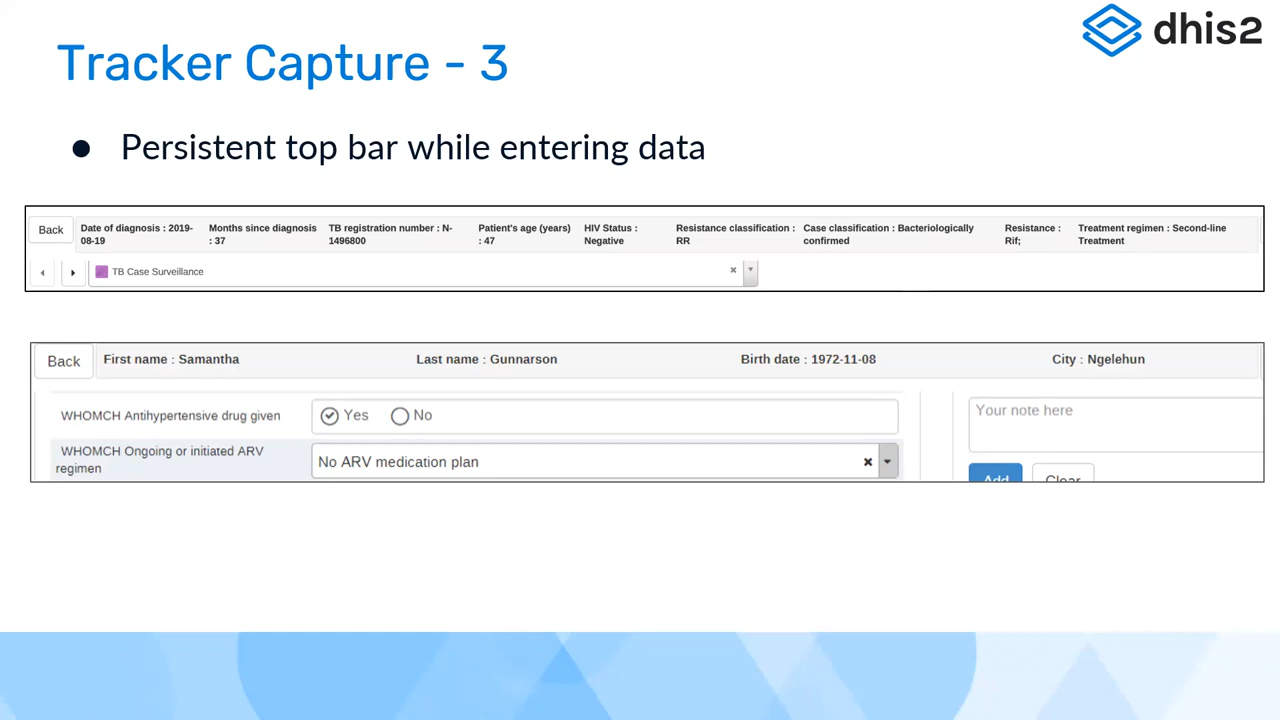 dhis2
Tracker Capture - 3
● Persistent top bar while entering data
Back
Date of diagnosis : 2019-
08-19
Months since diagnosis
: 37
TB registration number : N-
1496800
Patient's age (years)
: 47
HIV Status :
Negative
Resistance classification :
RR
Case classification : Bacteriologically
confirmed
Resistance :
Rif;
Treatment regimen : Second-line
Treatment
TB Case Surveillance
Back First name : Samantha Last name : Gunnarson Birth date : 1972-11-08 City : Ngelehun
WHOMCH Antihypertensive drug given Yes No
Your note here
WHOMCH Ongoing or initiated ARV
regimen
No ARV medication plan
Add Clear